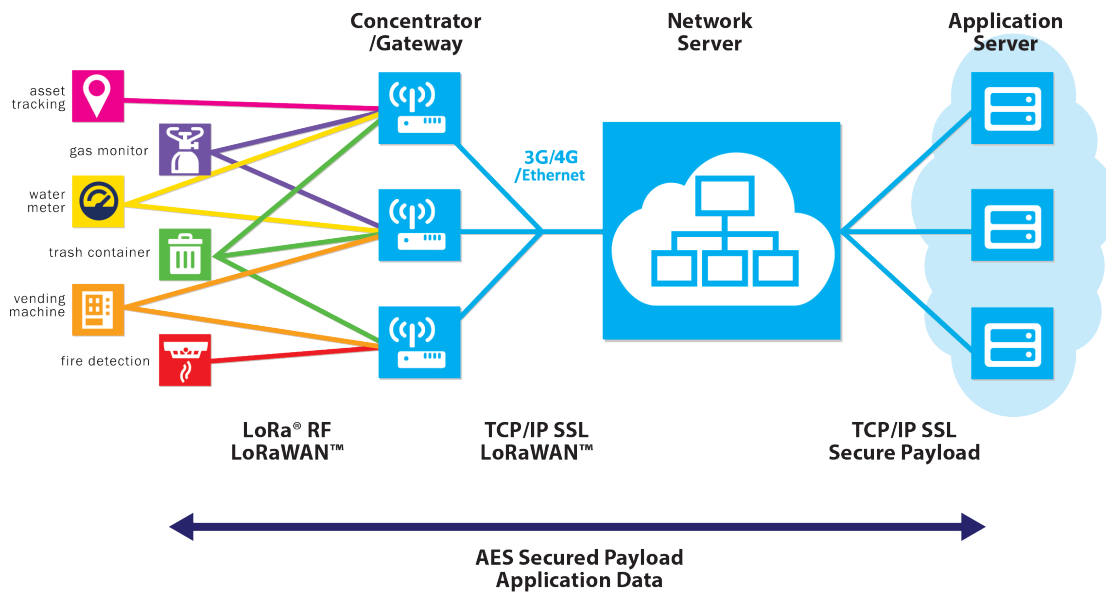 Concentrator
/Gateway
Network
Server
Application
Server
asset
tracking
gas monitor
water
meter
trash container
vending
machine
fire detection
3G/4G
/Ethernet
LoRa® RF
LoRaWAN™
TCP/IP SSL
LoRaWAN™
TCP/IP SSL
Secure Payload
AES Secured Payload
Application Data